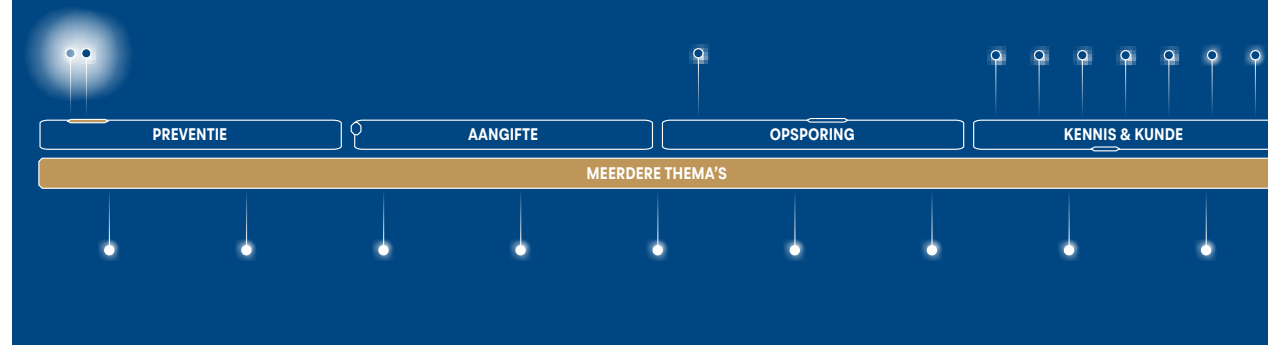 PREVENTIE
AANGIFTE
OPSPORING
KENNIS & KUNDE
MEERDERE THEMA'S